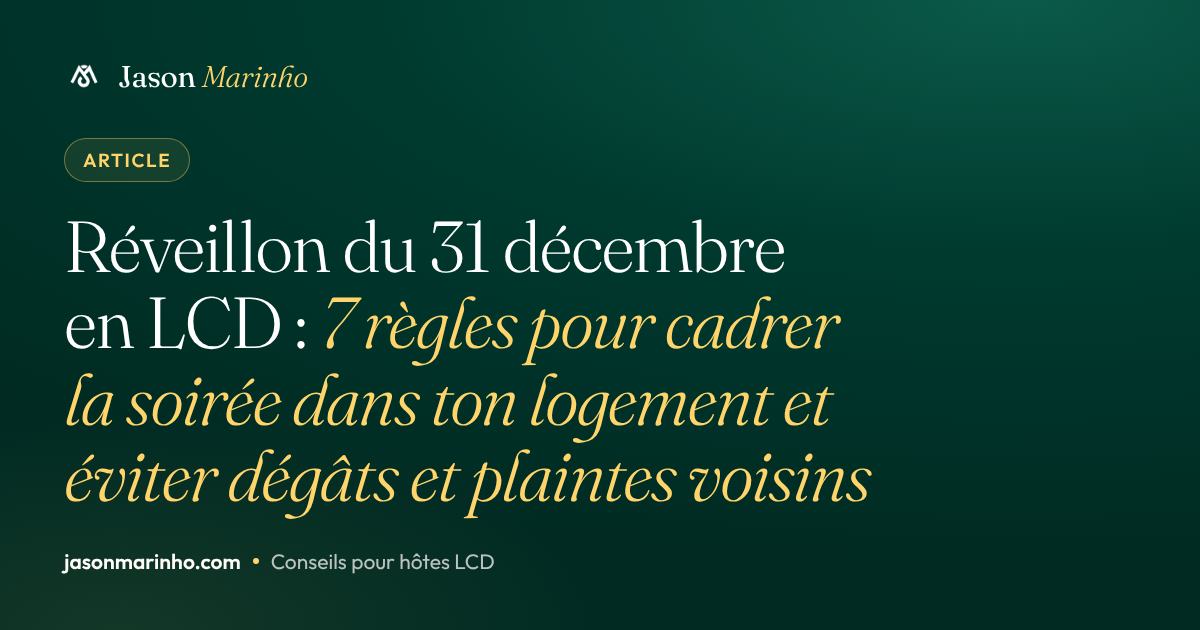 Jason Marinho
ARTICLE
Réveillon du 31 décembre
en LCD : 7 règles pour cadrer
la soirée dans ton logement et
éviter dégâts et plaintes voisins
jasonmarinho.com • Conseils pour hôtes LCD